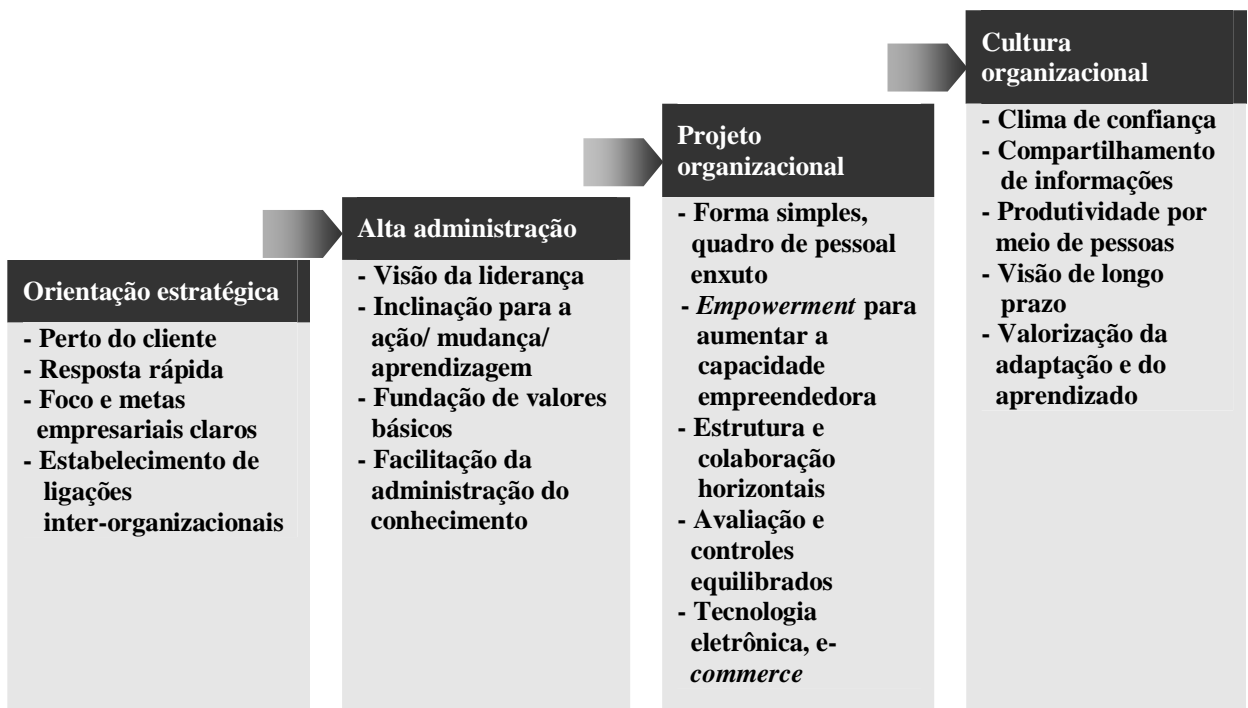 Orientação estratégica
- Perto do cliente
- Resposta rápida
- Foco e metas
empresariais claros
- Estabelecimento de
ligações
inter-organizacionais
Alta administração
- Visão da liderança
- Inclinação para a
ação/ mudança/
aprendizagem
- Fundação de valores
básicos
- Facilitação da
administração do
conhecimento
Projeto
organizacional
- Forma simples,
quadro de pessoal
enxuto
- Empowerment para
aumentar a
capacidade
empreendedora
- Estrutura e
colaboração
horizontais
- Avaliação e
controles
equilibrados
- Tecnologia
eletrônica, e-
commerce
Cultura
organizacional
- Clima de confiança
- Compartilhamento
de informações
- Produtividade por
meio de pessoas
- Visão de longo
prazo
- Valorização da
adaptação e do
aprendizado